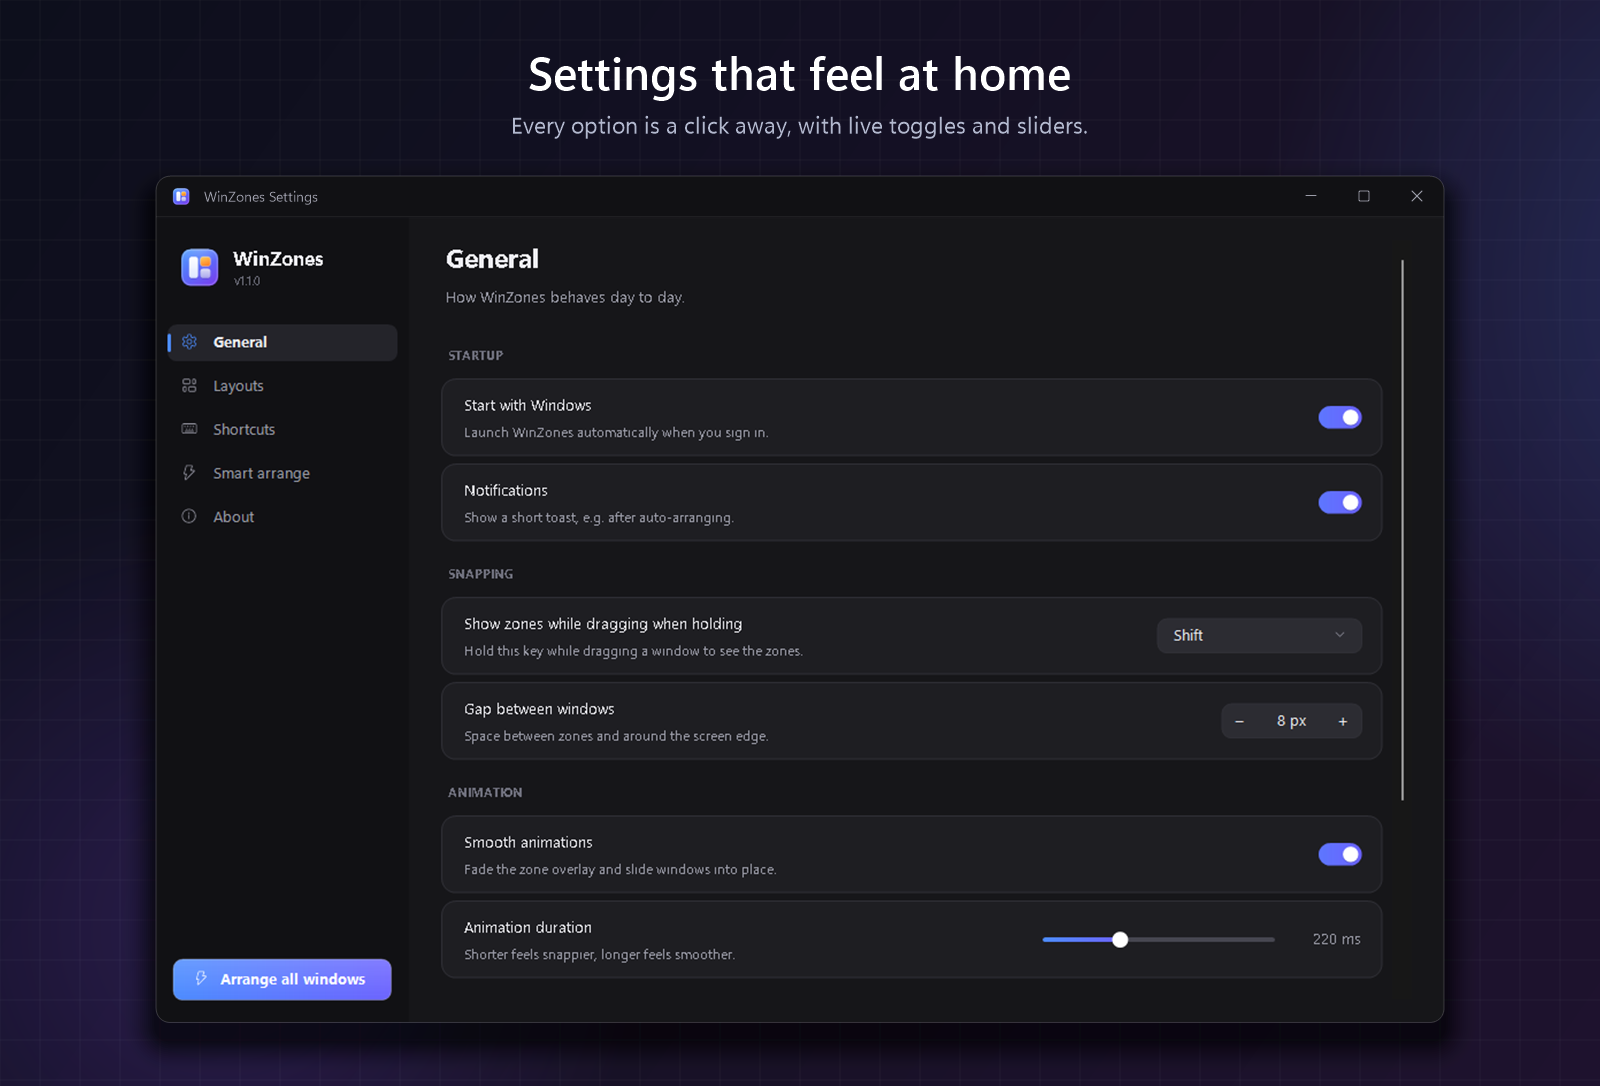 Settings that feel at home
Every option is a click away, with live toggles and sliders.
WinZones Settings
WinZones
v1.1.0
General
Layouts
Shortcuts
Smart arrange
About
Arrange all windows
General
How WinZones behaves day to day.
STARTUP
Start with Windows
Launch WinZones automatically when you sign in.
Notifications
Show a short toast, e.g. after auto-arranging.
SNAPPING
Show zones while dragging when holding
Hold this key while dragging a window to see the zones.
Shift
Gap between windows
Space between zones and around the screen edge.
− 8 px +
ANIMATION
Smooth animations
Fade the zone overlay and slide windows into place.
Animation duration
Shorter feels snappier, longer feels smoother.
220 ms